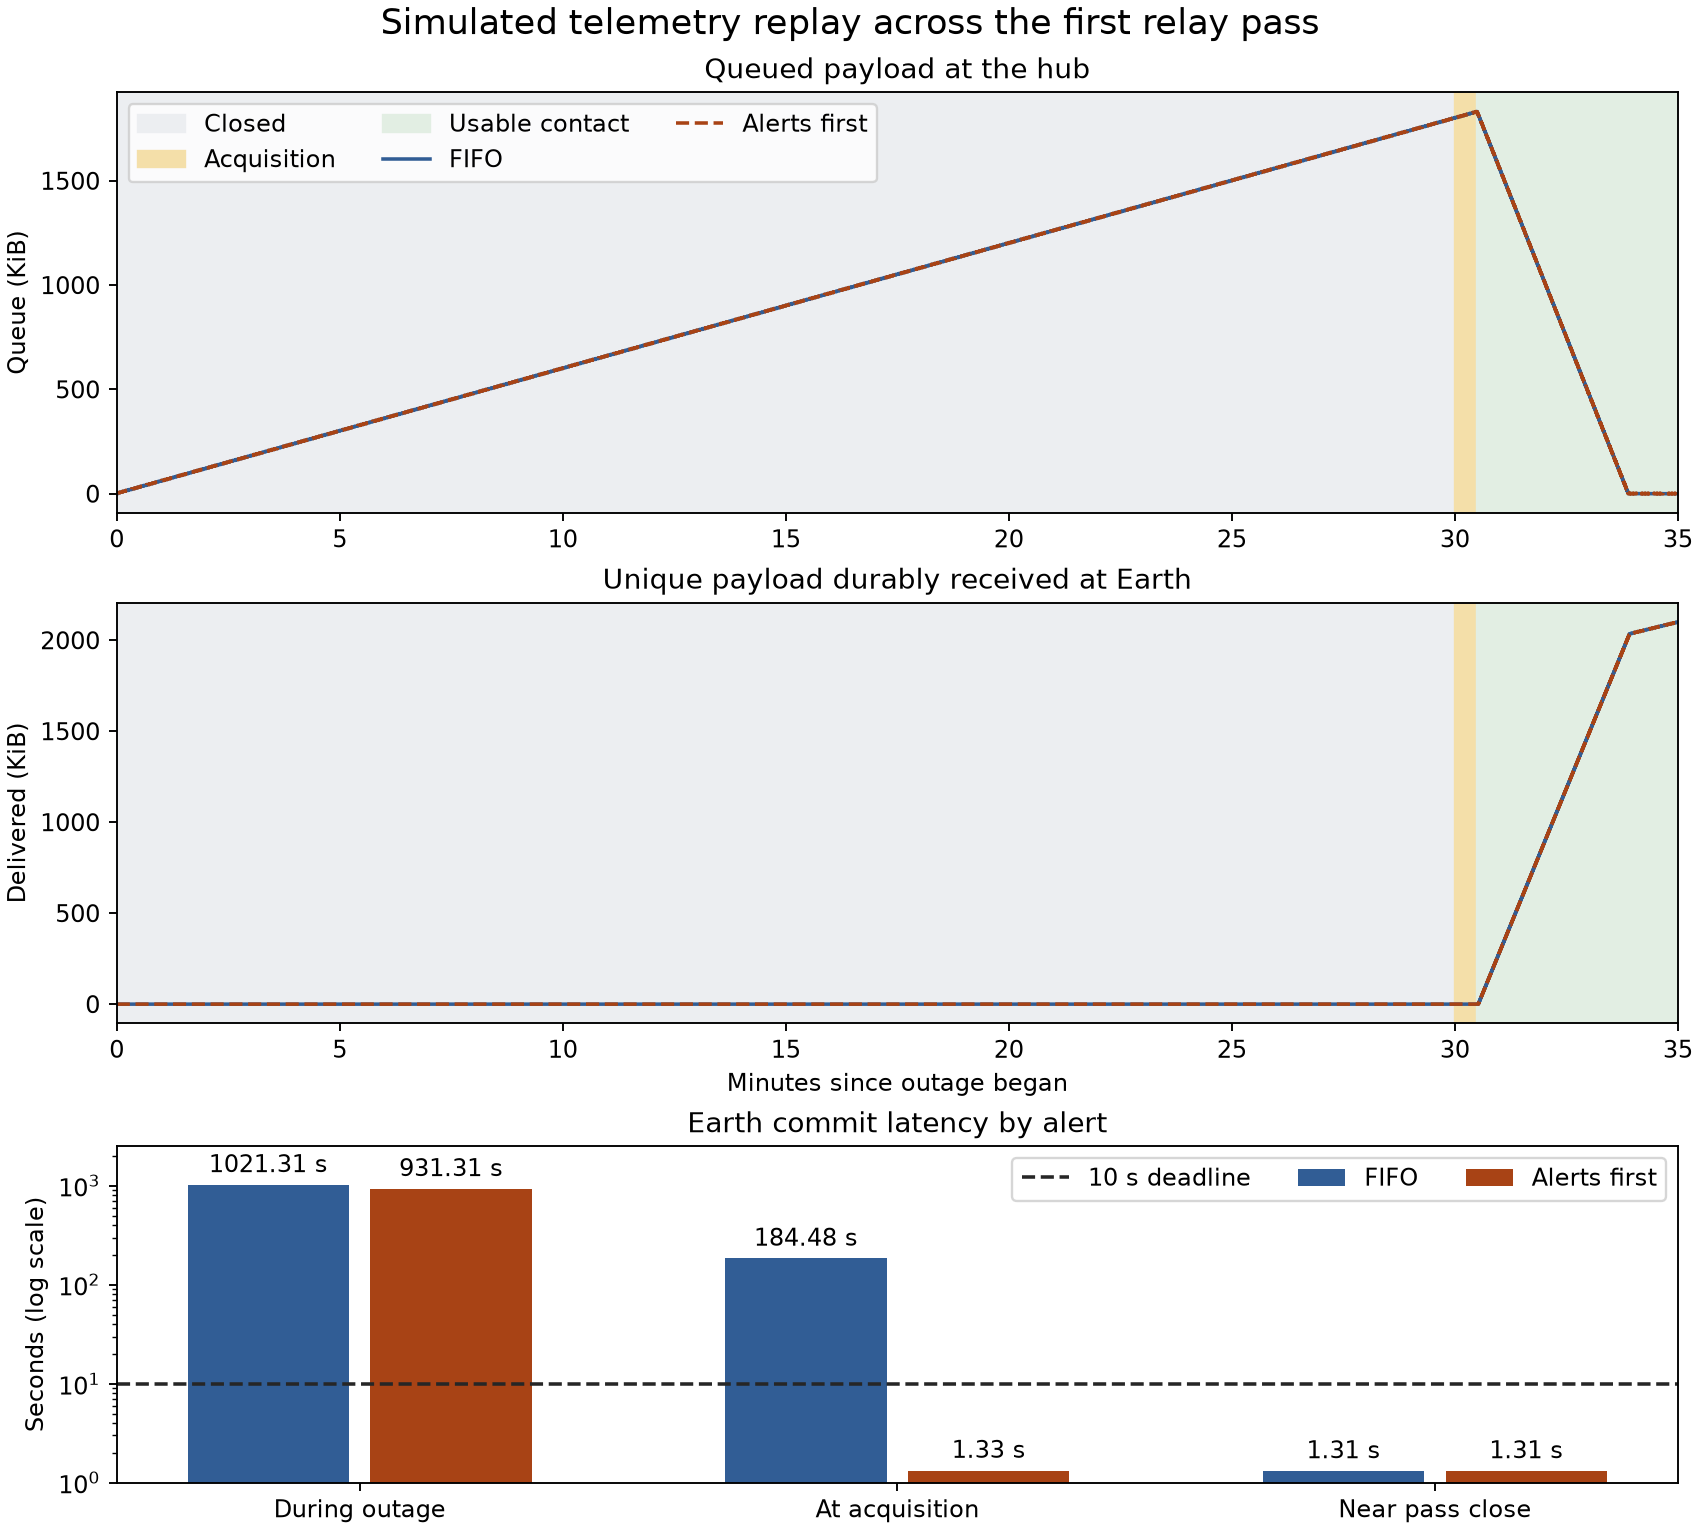 Simulated telemetry replay across the first relay pass
Queued payload at the hub
Closed
Acquisition
Usable contact
FIFO
Alerts first
Queue (KiB)
1500
1000
500
0
0 5 10 15 20 25 30 35
Unique payload durably received at Earth
Delivered (KiB)
2000
1500
1000
500
0
0 5 10 15 20 25 30 35
Minutes since outage began
Earth commit latency by alert
10 s deadline FIFO Alerts first
Seconds (log scale)
10³
10²
10¹
10⁰
1021.31 s 931.31 s
184.48 s 1.33 s
1.31 s 1.31 s
During outage At acquisition Near pass close